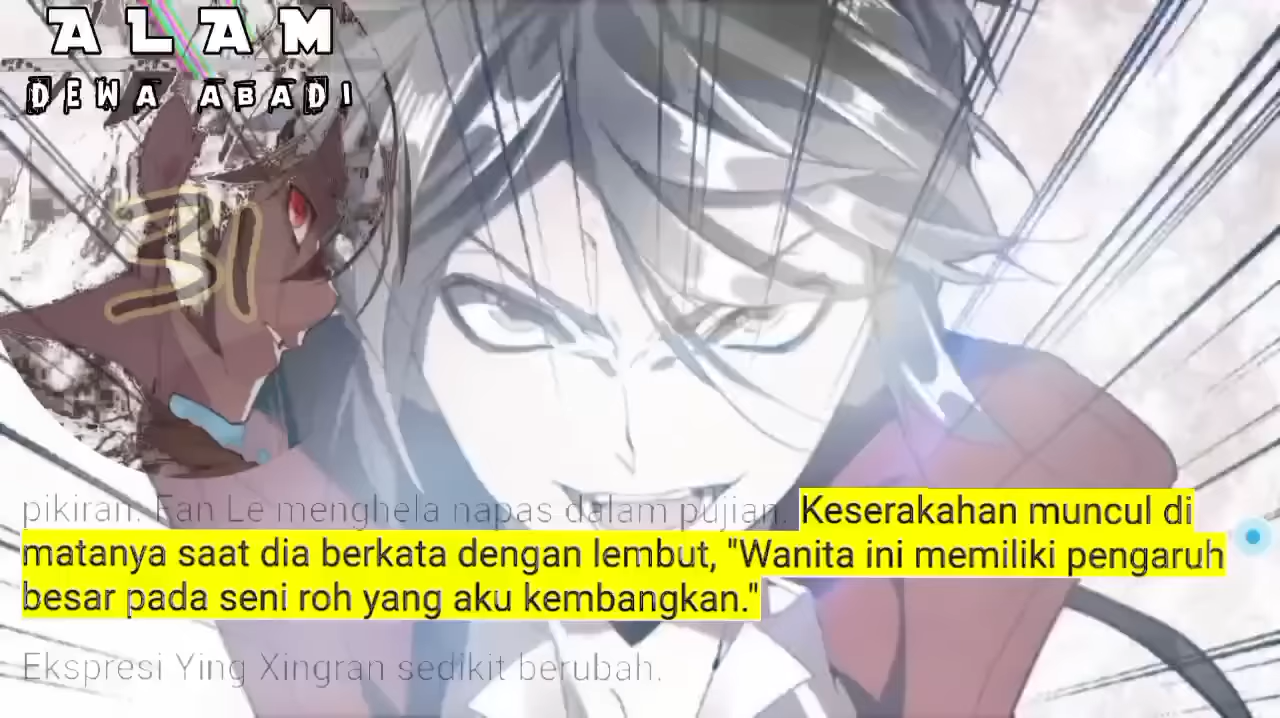 ALAM
DEWA ABADI
31
pikiran. Fan Le menghela napas dalam pujian. Keserakahan muncul di
matanya saat dia berkata dengan lembut, "Wanita ini memiliki pengaruh
besar pada seni roh yang aku kembangkan."
Ekspresi Ying Xingran sedikit berubah.